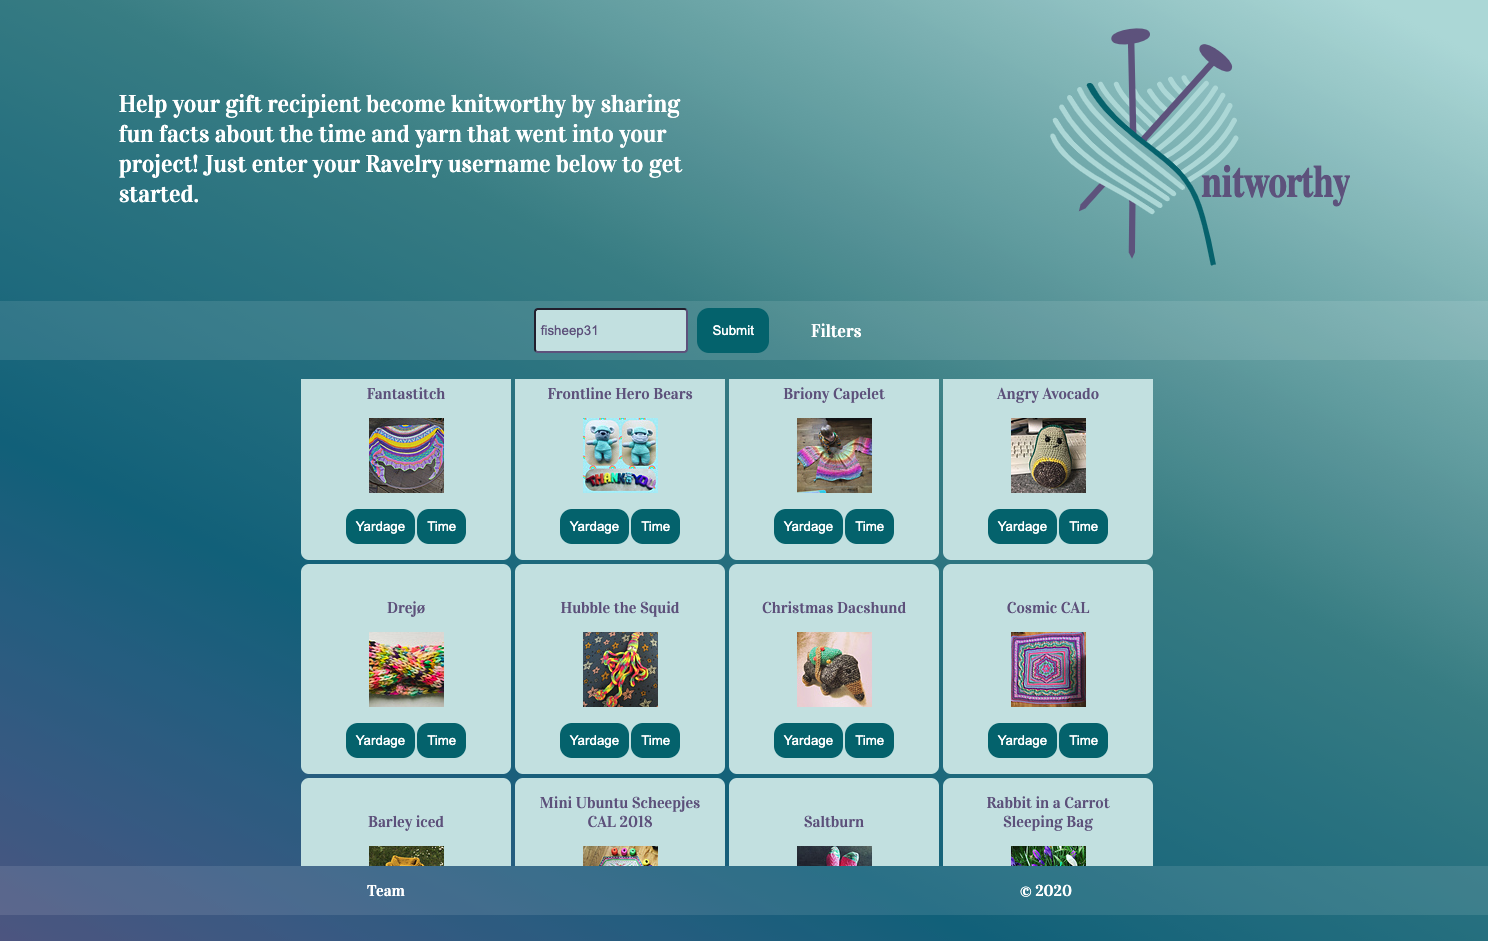 Help your gift recipient become knitworthy by sharing
fun facts about the time and yarn that went into your
project! Just enter your Ravelry username below to get
started.
nitworthy
fisheep31
Submit
Filters
Fantastitch
Frontline Hero Bears
Briony Capelet
Angry Avocado
THANK YOU
Yardage Time
Yardage Time
Yardage Time
Yardage Time
Drejø
Hubble the Squid
Christmas Dacshund
Cosmic CAL
Yardage Time
Yardage Time
Yardage Time
Yardage Time
Barley iced
Mini Ubuntu Scheepjes
CAL 2018
Saltburn
Rabbit in a Carrot
Sleeping Bag
Team
© 2020